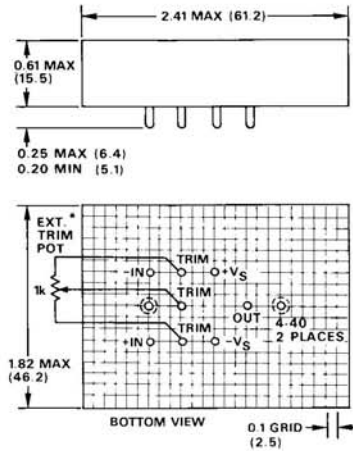 2.41 MAX (61.2)
0.61 MAX
(15.5)
0.25 MAX (6.4)
0.20 MIN (5.1)
EXT.*
TRIM
POT
1k
TRIM
-IN
+VS
TRIM
OUT
4-40
2 PLACES
TRIM
+IN
-VS
1.82 MAX
(46.2)
BOTTOM VIEW
0.1 GRID
(2.5)